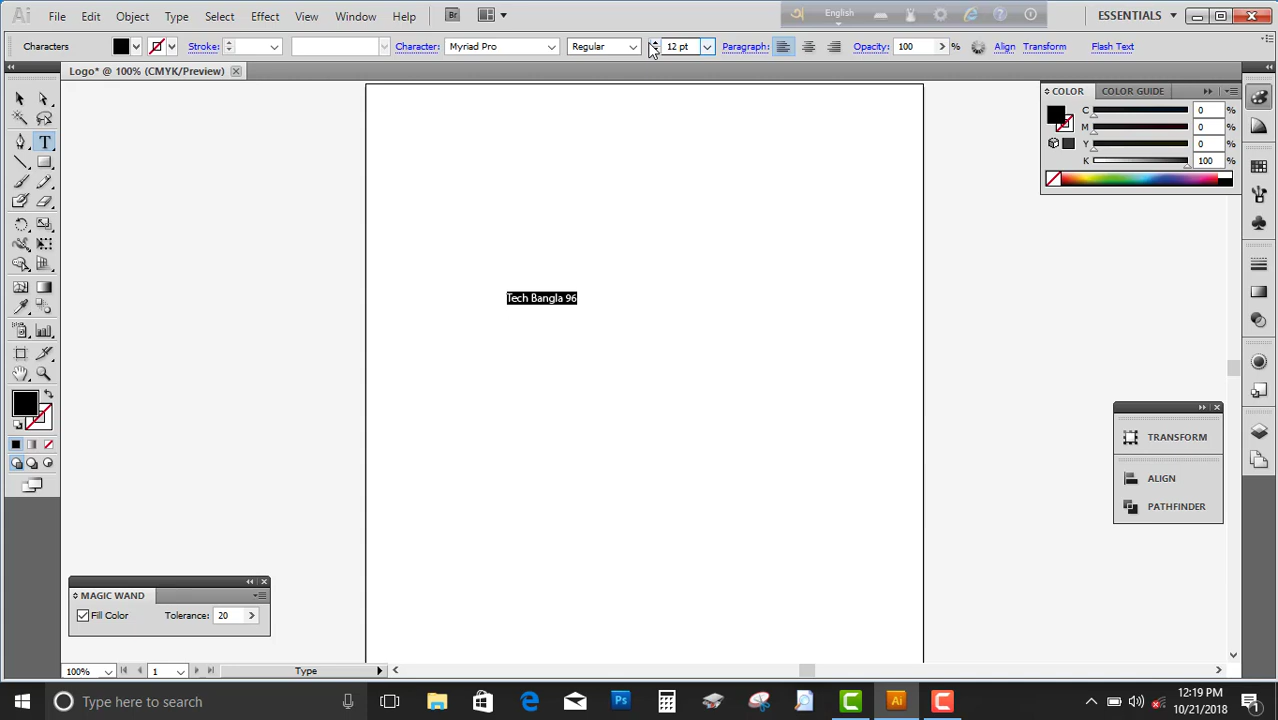 Ai File Edit Object Type Select Effect View Window Help Br English ESSENTIALS
Characters Stroke: Character: Myriad Pro Regular 12 pt Paragraph: Opacity: 100 % Align Transform Flash Text
Logo* @ 100% (CMYK/Preview)
COLOR COLOR GUIDE
C 0 %
M 0 %
Y 0 %
K 100 %
T
Tech Bangla 96
TRANSFORM
ALIGN
PATHFINDER
MAGIC WAND
Fill Color Tolerance: 20
100% 1 Type
Type here to search Ps Ai 12:19 PM
10/21/2018